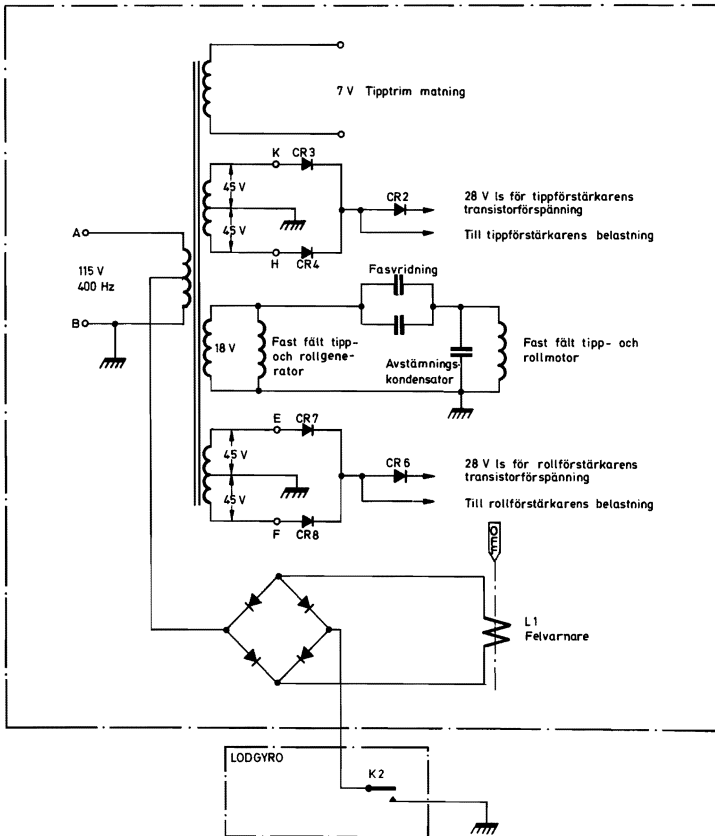 7 V Tipptrim matning
K CR3
45 V
CR2
28 V ls för tippförstärkarens
transistorförspänning
45 V
Till tippförstärkarens belastning
H CR4
A
115 V
400 Hz
B
Fasvridning
18 V
Fast fält tipp-
och rollgene-
rator
Avstämnings-
kondensator
Fast fält tipp- och
rollmotor
E CR7
45 V
CR6
28 V ls för rollförstärkarens
transistorförspänning
45 V
Till rollförstärkarens belastning
F CR8
OFF
L1
Felvarnare
LODGYRO
K2